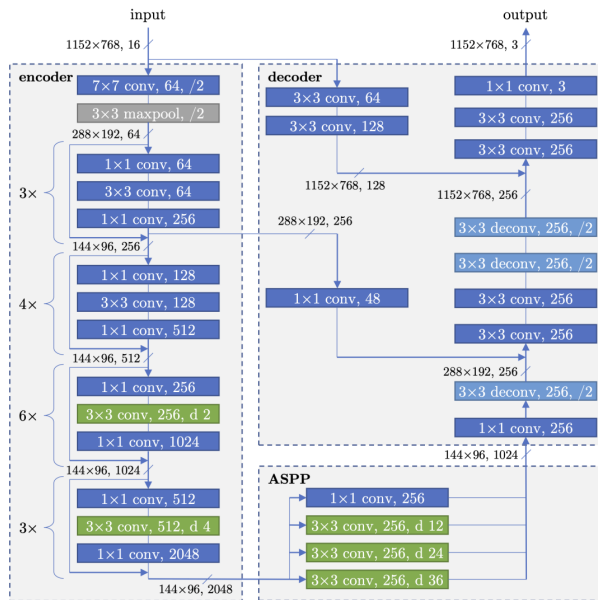 input
output
1152×768, 16
1152×768, 3
encoder
7×7 conv, 64, /2
3×3 maxpool, /2
288×192, 64
3×
1×1 conv, 64
3×3 conv, 64
1×1 conv, 256
144×96, 256
4×
1×1 conv, 128
3×3 conv, 128
1×1 conv, 512
144×96, 512
6×
1×1 conv, 256
3×3 conv, 256, d 2
1×1 conv, 1024
144×96, 1024
3×
1×1 conv, 512
3×3 conv, 512, d 4
1×1 conv, 2048
144×96, 2048
decoder
3×3 conv, 64
3×3 conv, 128
1152×768, 128
288×192, 256
1×1 conv, 48
1×1 conv, 3
3×3 conv, 256
3×3 conv, 256
1152×768, 256
3×3 deconv, 256, /2
3×3 deconv, 256, /2
3×3 conv, 256
3×3 conv, 256
288×192, 256
3×3 deconv, 256, /2
1×1 conv, 256
144×96, 1024
ASPP
1×1 conv, 256
3×3 conv, 256, d 12
3×3 conv, 256, d 24
3×3 conv, 256, d 36